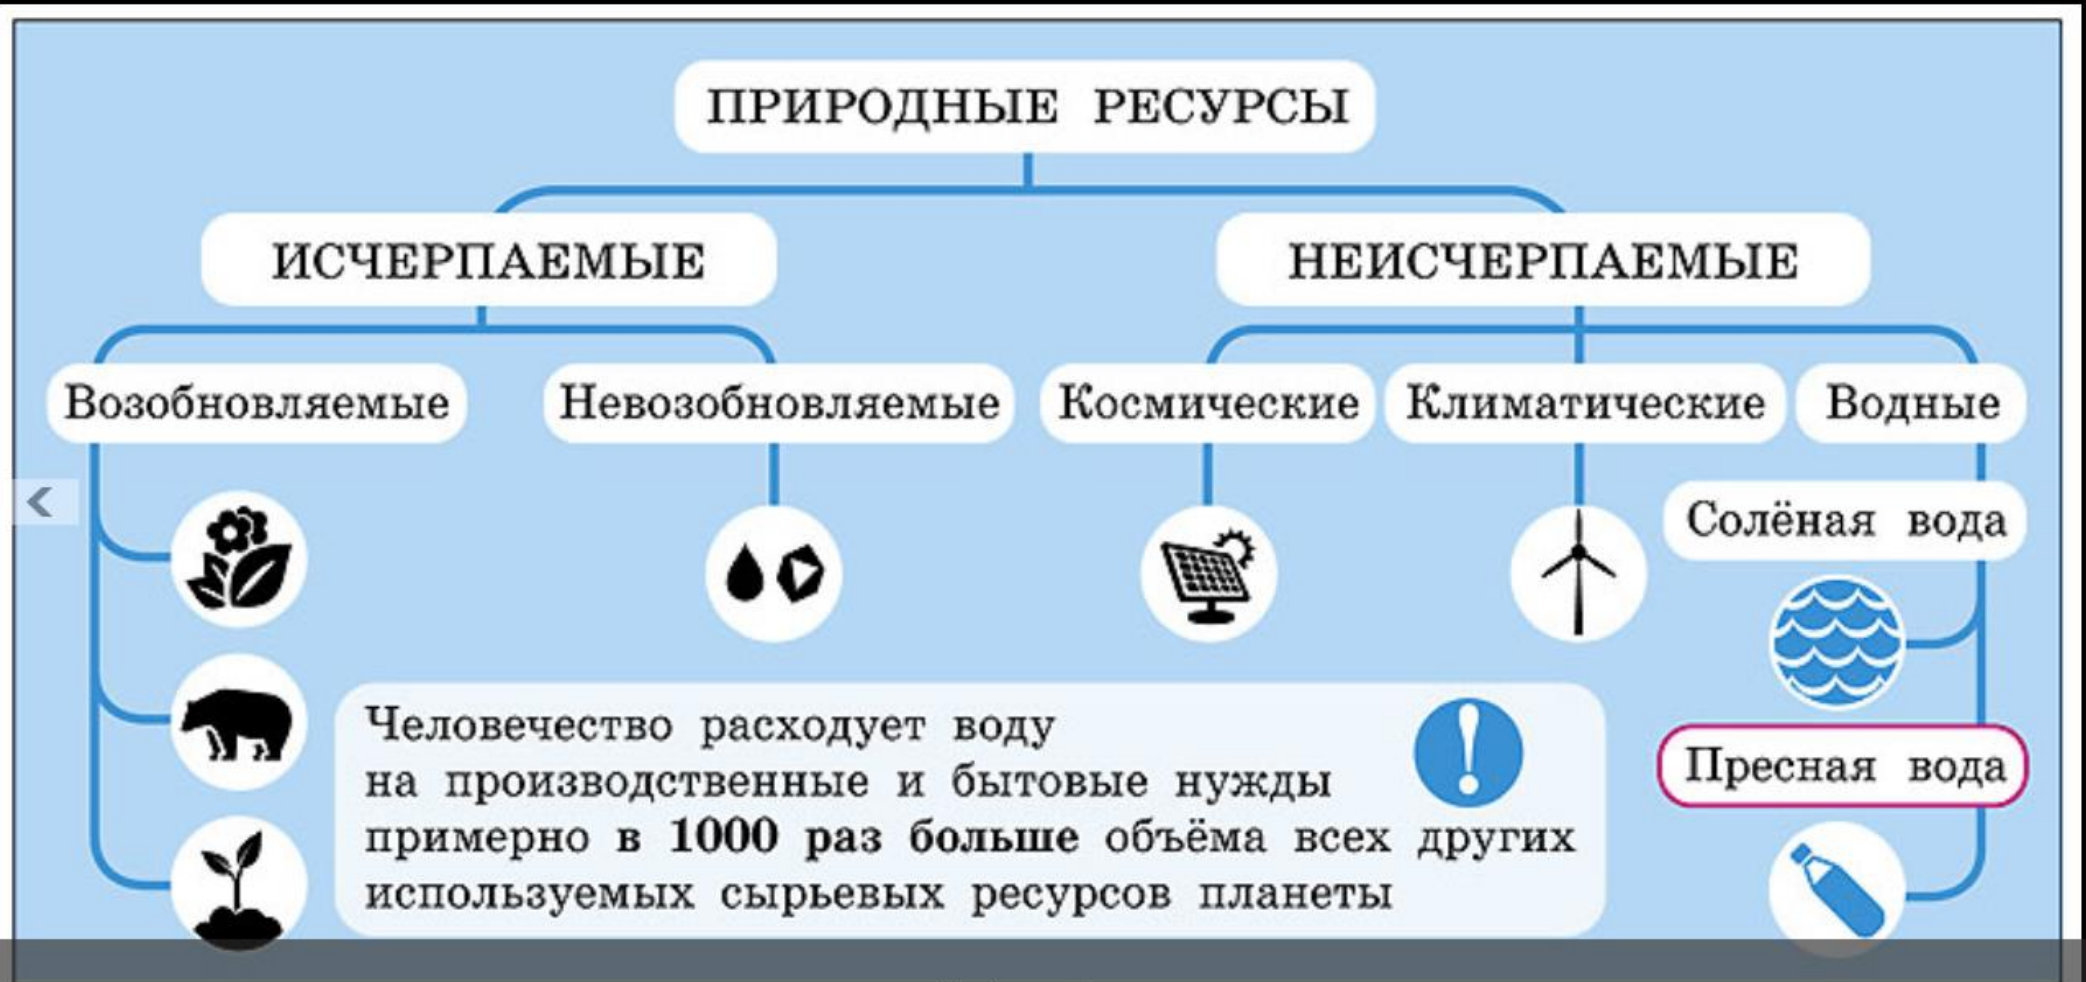 ПРИРОДНЫЕ РЕСУРСЫ
ИСЧЕРПАЕМЫЕ
НЕИСЧЕРПАЕМЫЕ
Возобновляемые
Невозобновляемые
Космические
Климатические
Водные
Солёная вода
Пресная вода
Человечество расходует воду
на производственные и бытовые нужды
примерно в 1000 раз больше объёма всех других
используемых сырьевых ресурсов планеты